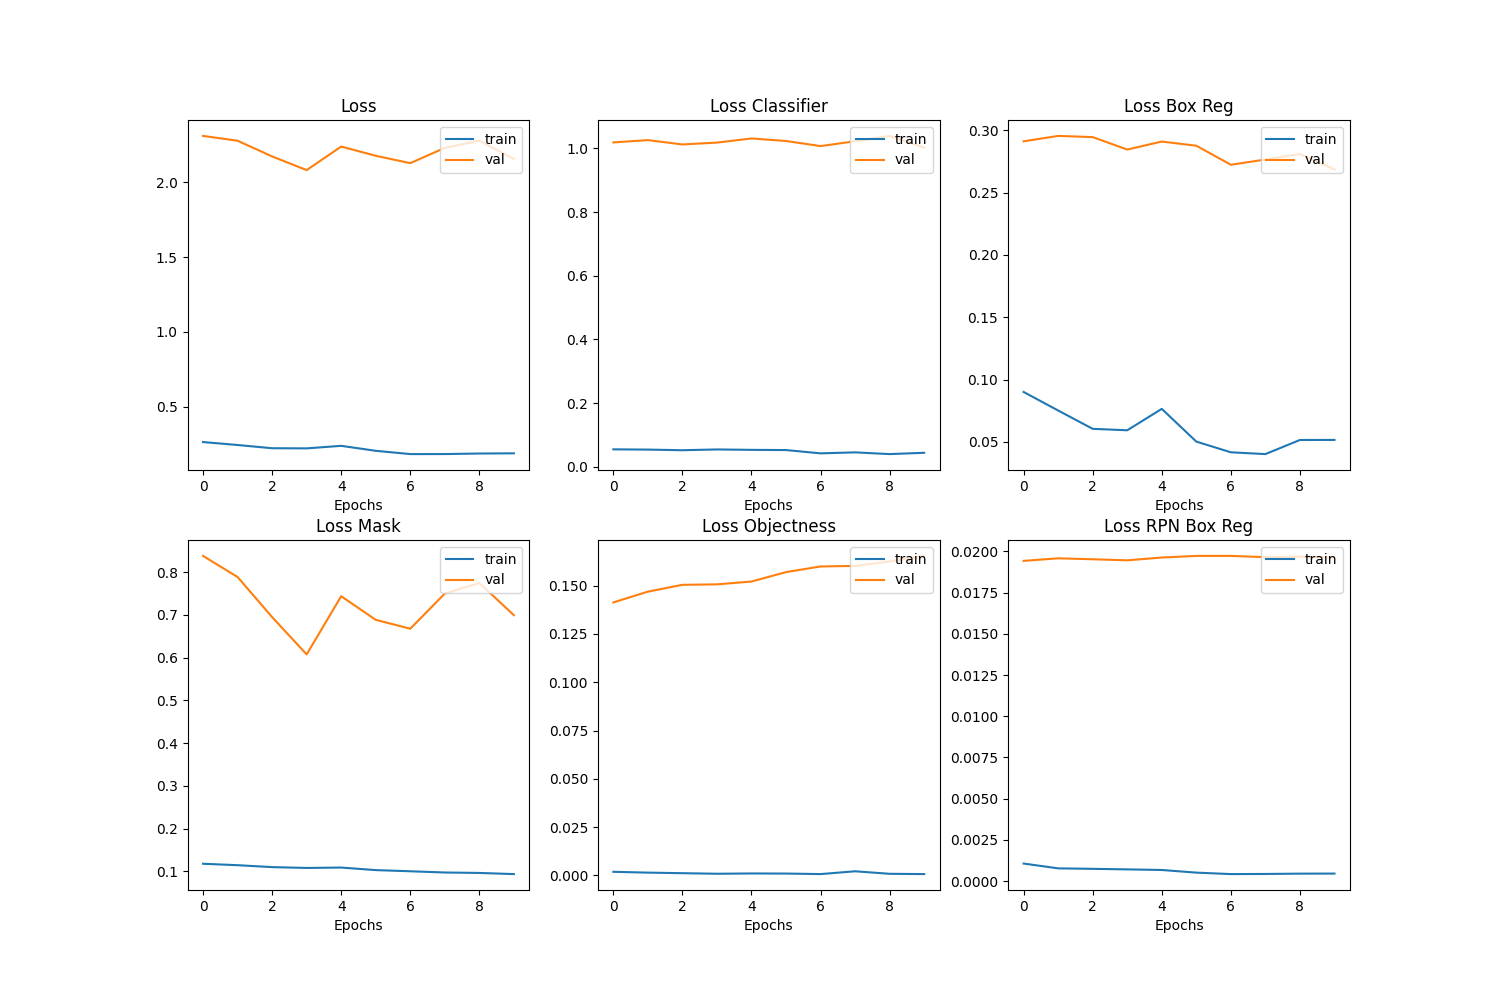 Loss
train
val
2.0
1.5
1.0
0.5
0 2 4 6 8
Epochs
Loss Classifier
train
val
1.0
0.8
0.6
0.4
0.2
0.0
0 2 4 6 8
Epochs
Loss Box Reg
train
val
0.30
0.25
0.20
0.15
0.10
0.05
0 2 4 6 8
Epochs
Loss Mask
train
val
0.8
0.7
0.6
0.5
0.4
0.3
0.2
0.1
0 2 4 6 8
Epochs
Loss Objectness
train
val
0.150
0.125
0.100
0.075
0.050
0.025
0.000
0 2 4 6 8
Epochs
Loss RPN Box Reg
train
val
0.0200
0.0175
0.0150
0.0125
0.0100
0.0075
0.0050
0.0025
0.0000
0 2 4 6 8
Epochs